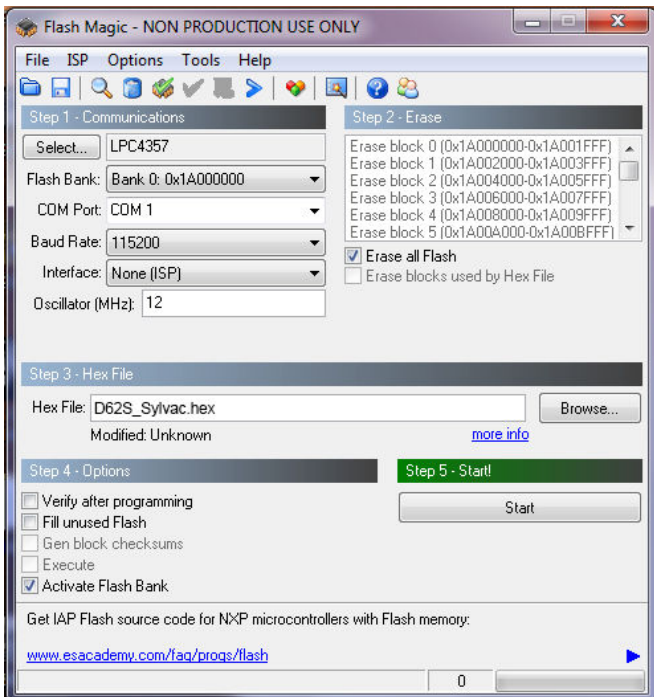 Flash Magic - NON PRODUCTION USE ONLY
File ISP Options Tools Help
Step 1 - Communications
Select... LPC4357
Flash Bank: Bank 0: 0x1A000000
COM Port: COM 1
Baud Rate: 115200
Interface: None (ISP)
Oscillator (MHz): 12
Step 2 - Erase
Erase block 0 (0x1A000000-0x1A001FFF)
Erase block 1 (0x1A002000-0x1A003FFF)
Erase block 2 (0x1A004000-0x1A005FFF)
Erase block 3 (0x1A006000-0x1A007FFF)
Erase block 4 (0x1A008000-0x1A009FFF)
Erase block 5 (0x1A00A000-0x1A00BFFF)
Erase all Flash
Erase blocks used by Hex File
Step 3 - Hex File
Hex File: D62S_Sylvac.hex Browse...
Modified: Unknown more info
Step 4 - Options
Verify after programming
Fill unused Flash
Gen block checksums
Execute
Activate Flash Bank
Step 5 - Start!
Start
Get IAP Flash source code for NXP microcontrollers with Flash memory:
www.esacademy.com/faq/progs/flash
0